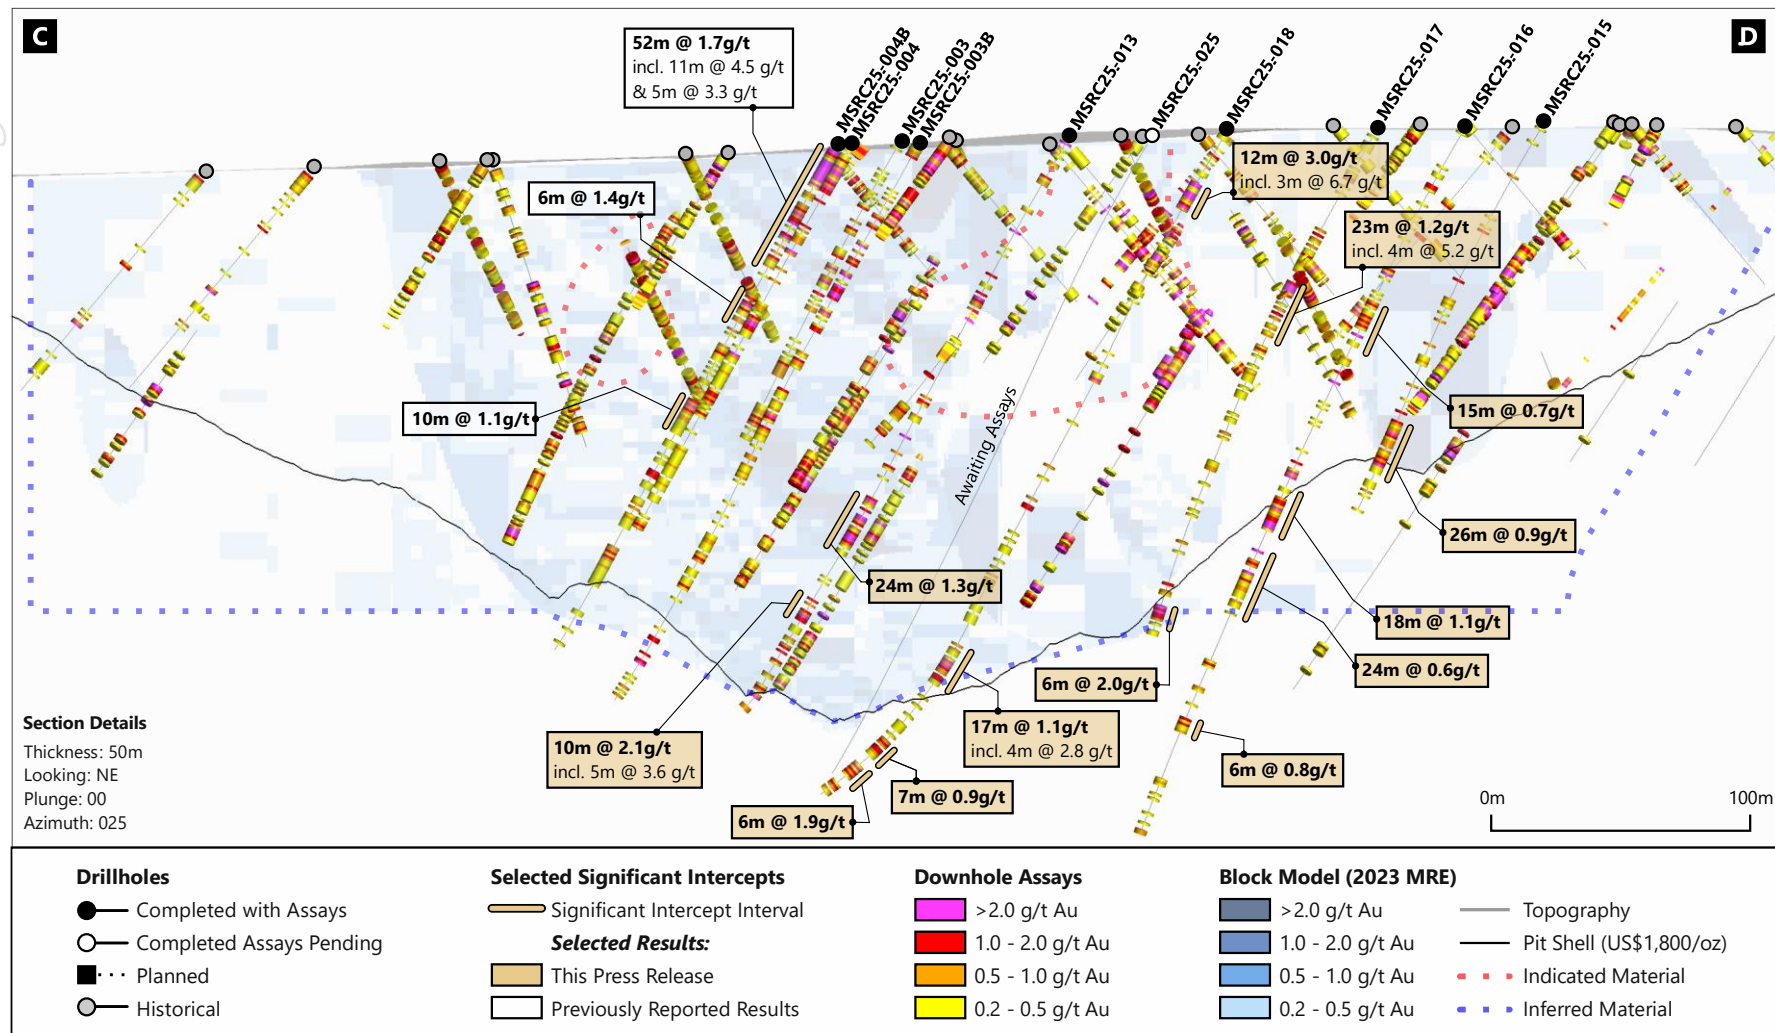 C
D
MSRC25-004B
MSRC25-004
MSRC25-003
MSRC25-003B
MSRC25-013
MSRC25-025
MSRC25-018
MSRC25-017
MSRC25-016
MSRC25-015
52m @ 1.7g/t
incl. 11m @ 4.5 g/t
& 5m @ 3.3 g/t
12m @ 3.0g/t
incl. 3m @ 6.7 g/t
6m @ 1.4g/t
23m @ 1.2g/t
incl. 4m @ 5.2 g/t
10m @ 1.1g/t
15m @ 0.7g/t
Awaiting Assays
26m @ 0.9g/t
24m @ 1.3g/t
18m @ 1.1g/t
24m @ 0.6g/t
6m @ 2.0g/t
17m @ 1.1g/t
incl. 4m @ 2.8 g/t
10m @ 2.1g/t
incl. 5m @ 3.6 g/t
6m @ 0.8g/t
7m @ 0.9g/t
6m @ 1.9g/t
Section Details
Thickness: 50m
Looking: NE
Plunge: 00
Azimuth: 025
0m
100m
Drillholes
Completed with Assays
Completed Assays Pending
Planned
Historical
Selected Significant Intercepts
Significant Intercept Interval
Selected Results:
This Press Release
Previously Reported Results
Downhole Assays
>2.0 g/t Au
1.0 - 2.0 g/t Au
0.5 - 1.0 g/t Au
0.2 - 0.5 g/t Au
Block Model (2023 MRE)
>2.0 g/t Au
1.0 - 2.0 g/t Au
0.5 - 1.0 g/t Au
0.2 - 0.5 g/t Au
Topography
Pit Shell (US$1,800/oz)
Indicated Material
Inferred Material